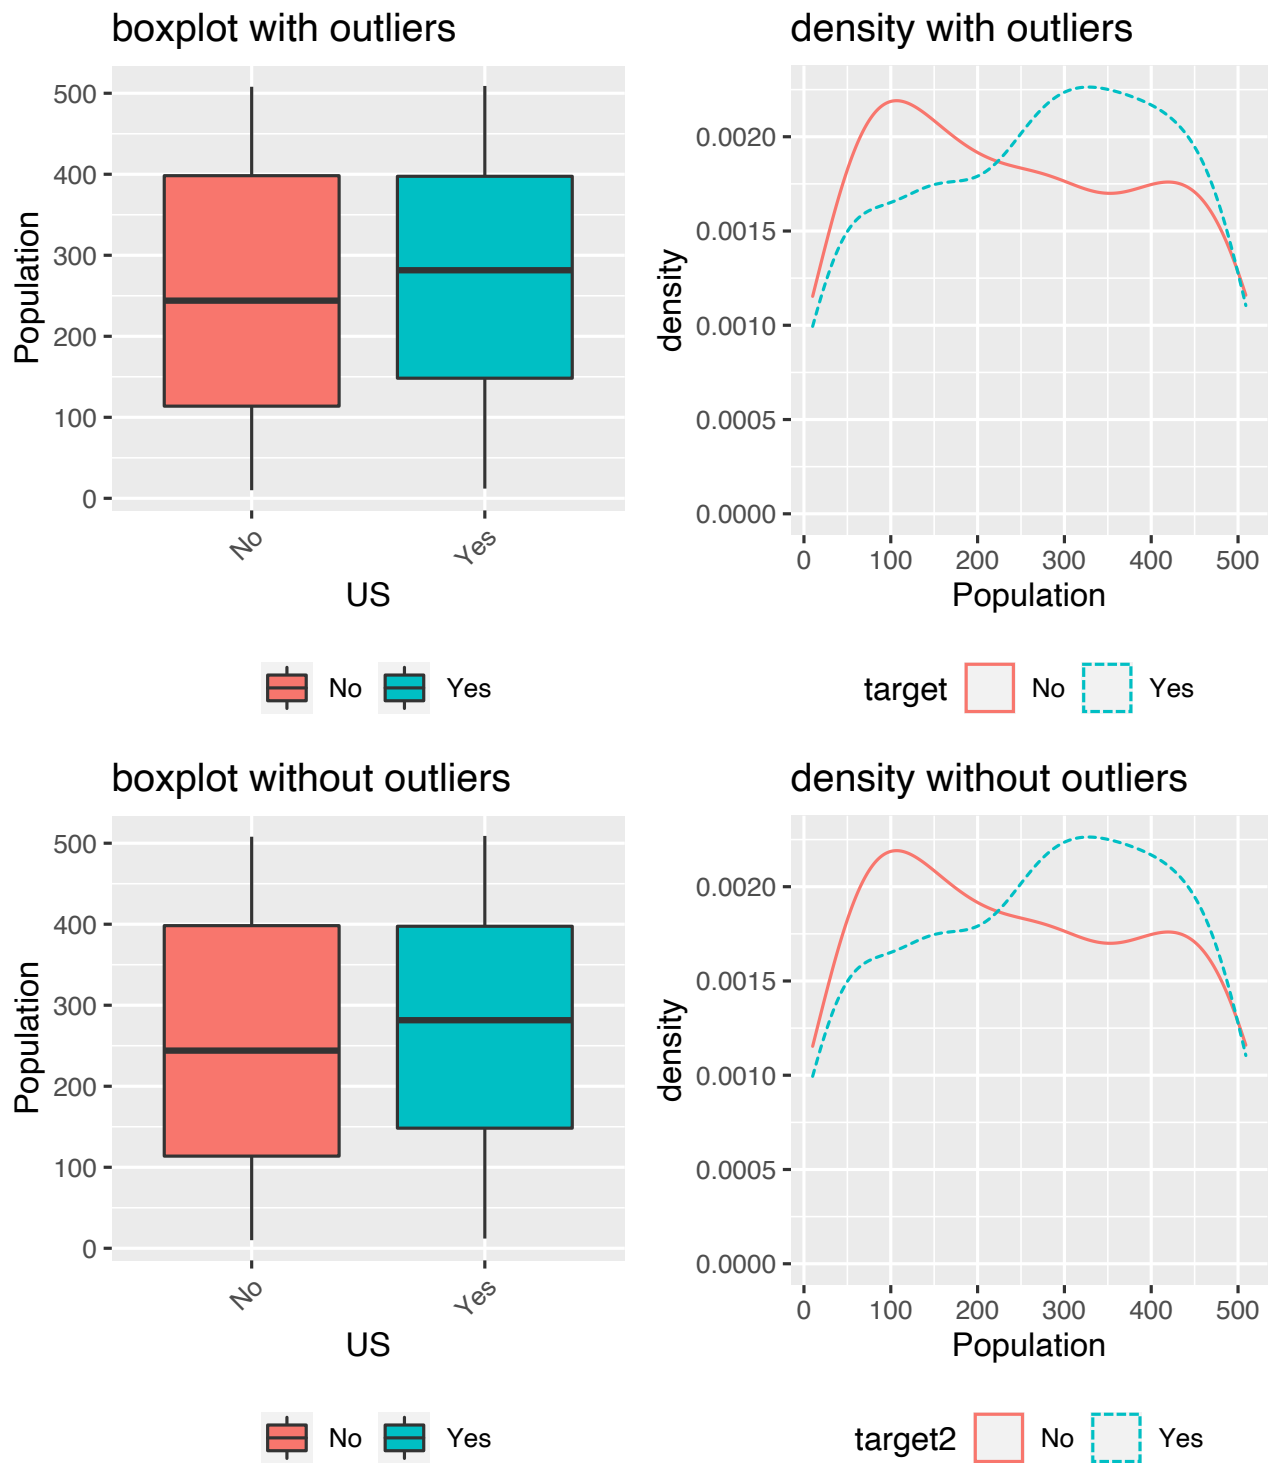 boxplot with outliers
Population
500
400
300
200
100
0
No Yes
US
No Yes
density with outliers
density
0.0020
0.0015
0.0010
0.0005
0.0000
0 100 200 300 400 500
Population
target No Yes
boxplot without outliers
Population
500
400
300
200
100
0
No Yes
US
No Yes
density without outliers
density
0.0020
0.0015
0.0010
0.0005
0.0000
0 100 200 300 400 500
Population
target2 No Yes